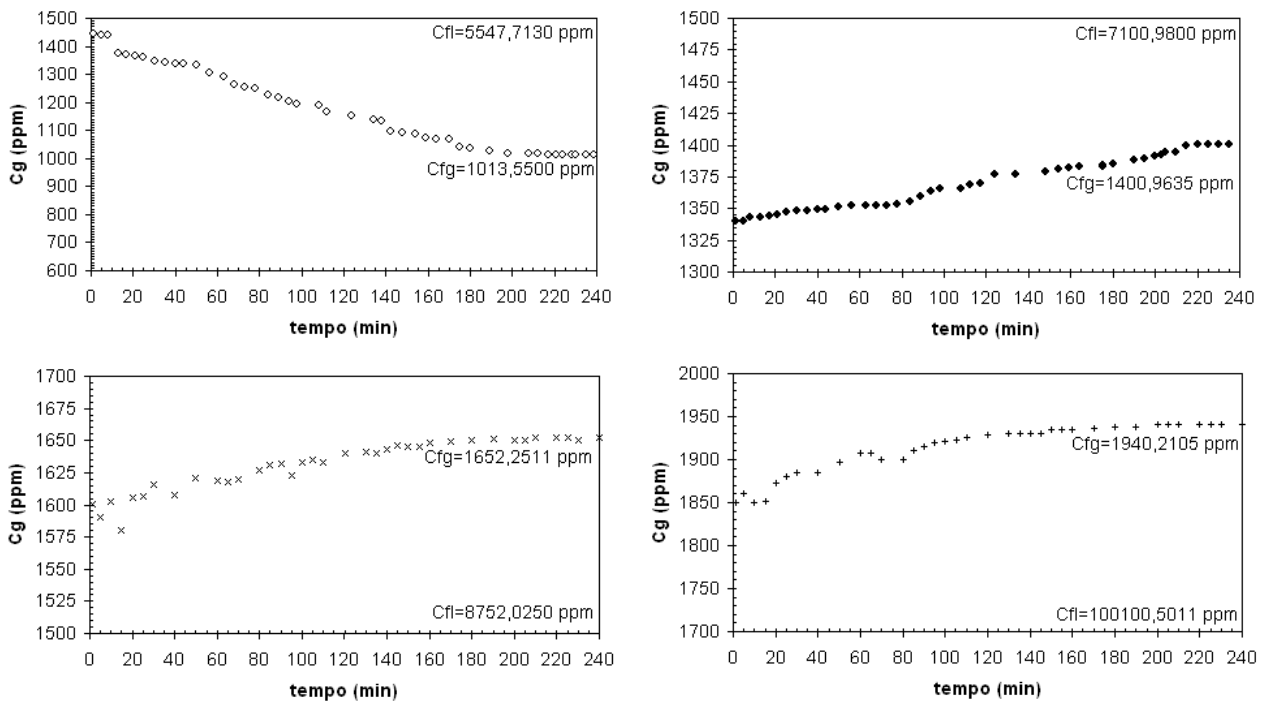 1500
1400
1300
1200
1100
1000
900
800
700
600
Cg (ppm)
Cfl=5547,7130 ppm
Cfg=1013,5500 ppm
0 20 40 60 80 100 120 140 160 180 200 220 240
tempo (min)
1500
1475
1450
1425
1400
1375
1350
1325
1300
Cg (ppm)
Cfl=7100,9800 ppm
Cfg=1400,9635 ppm
0 20 40 60 80 100 120 140 160 180 200 220 240
tempo (min)
1700
1675
1650
1625
1600
1575
1550
1525
1500
Cg (ppm)
Cfg=1652,2511 ppm
Cfl=8752,0250 ppm
0 20 40 60 80 100 120 140 160 180 200 220 240
tempo (min)
2000
1950
1900
1850
1800
1750
1700
Cg (ppm)
Cfg=1940,2105 ppm
Cfl=100100,5011 ppm
0 20 40 60 80 100 120 140 160 180 200 220 240
tempo (min)